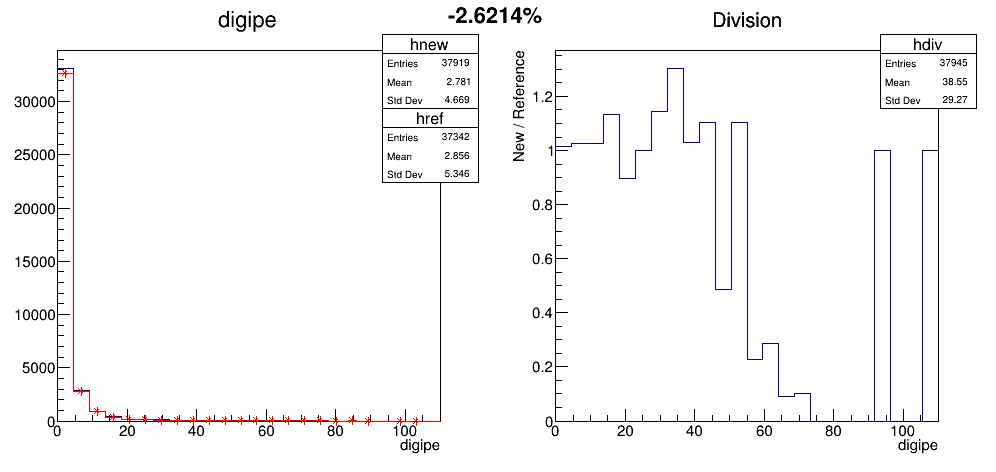 -2.6214%
digipe
hnew
Entries 37919
Mean 2.781
Std Dev 4.669
href
Entries 37342
Mean 2.856
Std Dev 5.346
30000
25000
20000
15000
10000
5000
0
0 20 40 60 80 100
digipe
Division
hdiv
Entries 37945
Mean 38.55
Std Dev 29.27
New / Reference
1.2
1
0.8
0.6
0.4
0.2
0
0 20 40 60 80 100
digipe